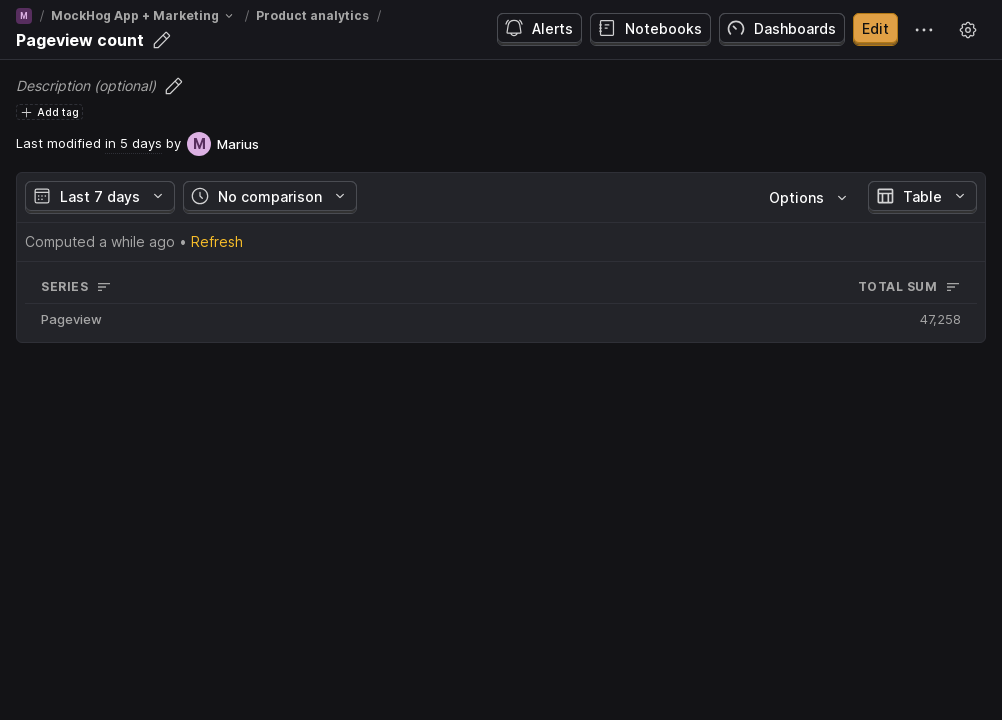 M / MockHog App + Marketing / Product analytics /
Pageview count
Alerts
Notebooks
Dashboards
Edit
Description (optional)
Add tag
Last modified in 5 days by M Marius
Last 7 days
No comparison
Options
Table
Computed a while ago • Refresh
SERIES
TOTAL SUM
Pageview
47,258